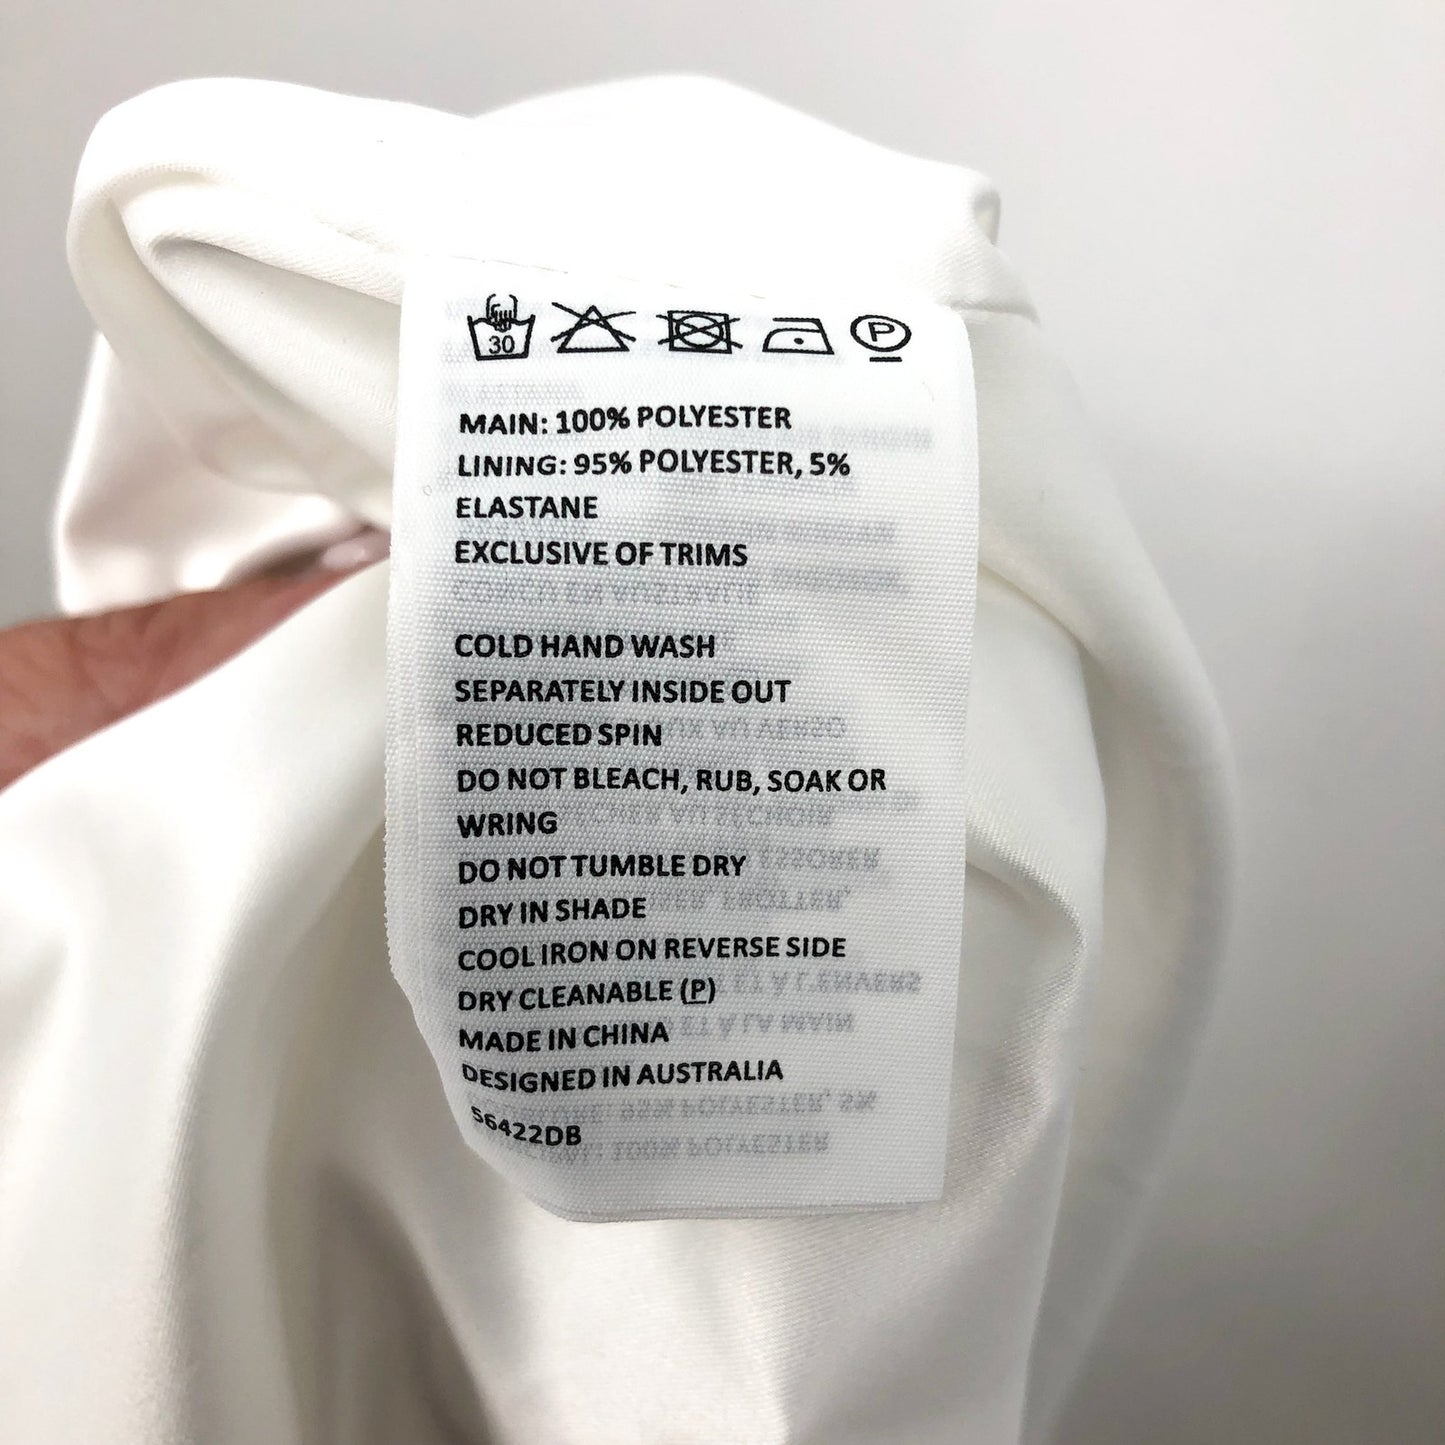 30 P
MAIN: 100% POLYESTER
LINING: 95% POLYESTER, 5%
ELASTANE
EXCLUSIVE OF TRIMS
COLD HAND WASH
SEPARATELY INSIDE OUT
REDUCED SPIN
DO NOT BLEACH, RUB, SOAK OR
WRING
DO NOT TUMBLE DRY
DRY IN SHADE
COOL IRON ON REVERSE SIDE
DRY CLEANABLE (P)
MADE IN CHINA
DESIGNED IN AUSTRALIA
56422DB